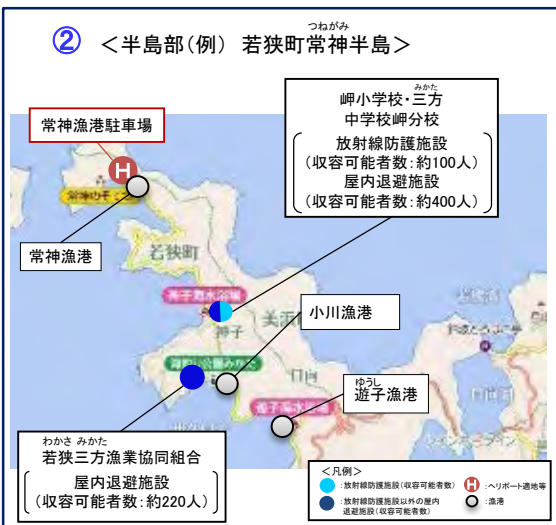 ② ＜半島部(例) 若狭町常神半島＞
つねがみ
常神漁港駐車場
H
常神漁港
みかた
岬小学校・三方
中学校岬分校
放射線防護施設
(収容可能者数：約100人)
屋内退避施設
(収容可能者数：約400人)
若狭町
神子
美浜
小川漁港
日向
ゆうし
遊子漁港
わかさ みかた
若狭三方漁業協同組合
屋内退避施設
(収容可能者数：約220人)
＜凡例＞
：放射線防護施設(収容可能者数)
H ：ヘリポート適地等
：放射線防護施設以外の屋内
退避施設(収容可能者数)
：漁港